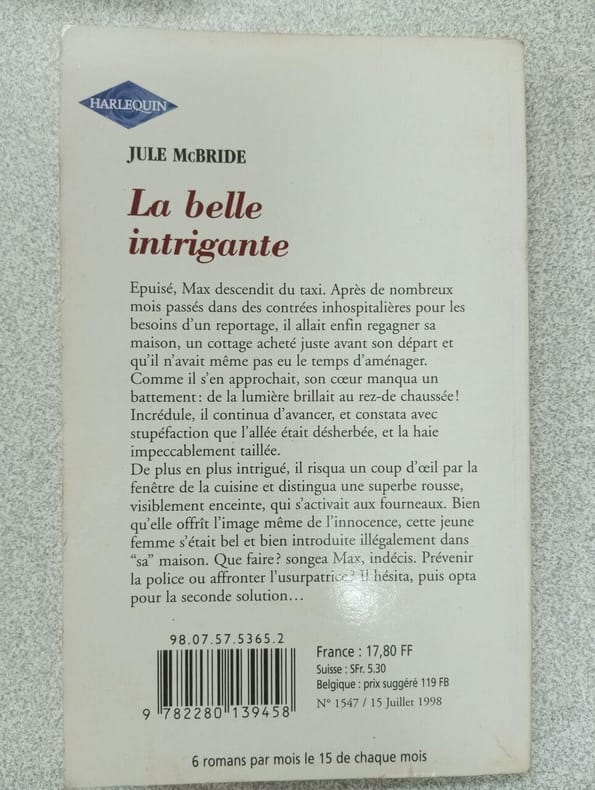 HARLEQUIN
JULE McBRIDE
La belle
intrigante
Epuisé, Max descendit du taxi. Après de nombreux
mois passés dans des contrées inhospitalières pour les
besoins d'un reportage, il allait enfin regagner sa
maison, un cottage acheté juste avant son départ et
qu'il n'avait même pas eu le temps d'aménager.
Comme il s'en approchait, son cœur manqua un
battement : de la lumière brillait au rez-de chaussée!
Incrédule, il continua d'avancer, et constata avec
stupéfaction que l'allée était désherbée, et la haie
impeccablement taillée.
De plus en plus intrigué, il risqua un coup d'œil par la
fenêtre de la cuisine et distingua une superbe rousse,
visiblement enceinte, qui s'activait aux fourneaux. Bien
qu'elle offrît l'image même de l'innocence, cette jeune
femme s'était bel et bien introduite illégalement dans
"sa" maison. Que faire? songea Max, indécis. Prévenir
la police ou affronter l'usurpatrice? Il hésita, puis opta
pour la seconde solution…
98.07.57.5365.2
9 782280 139458
France : 17,80 FF
Suisse : SFr. 5.30
Belgique : prix suggéré 119 FB
N° 1547 / 15 Juillet 1998
6 romans par mois le 15 de chaque mois